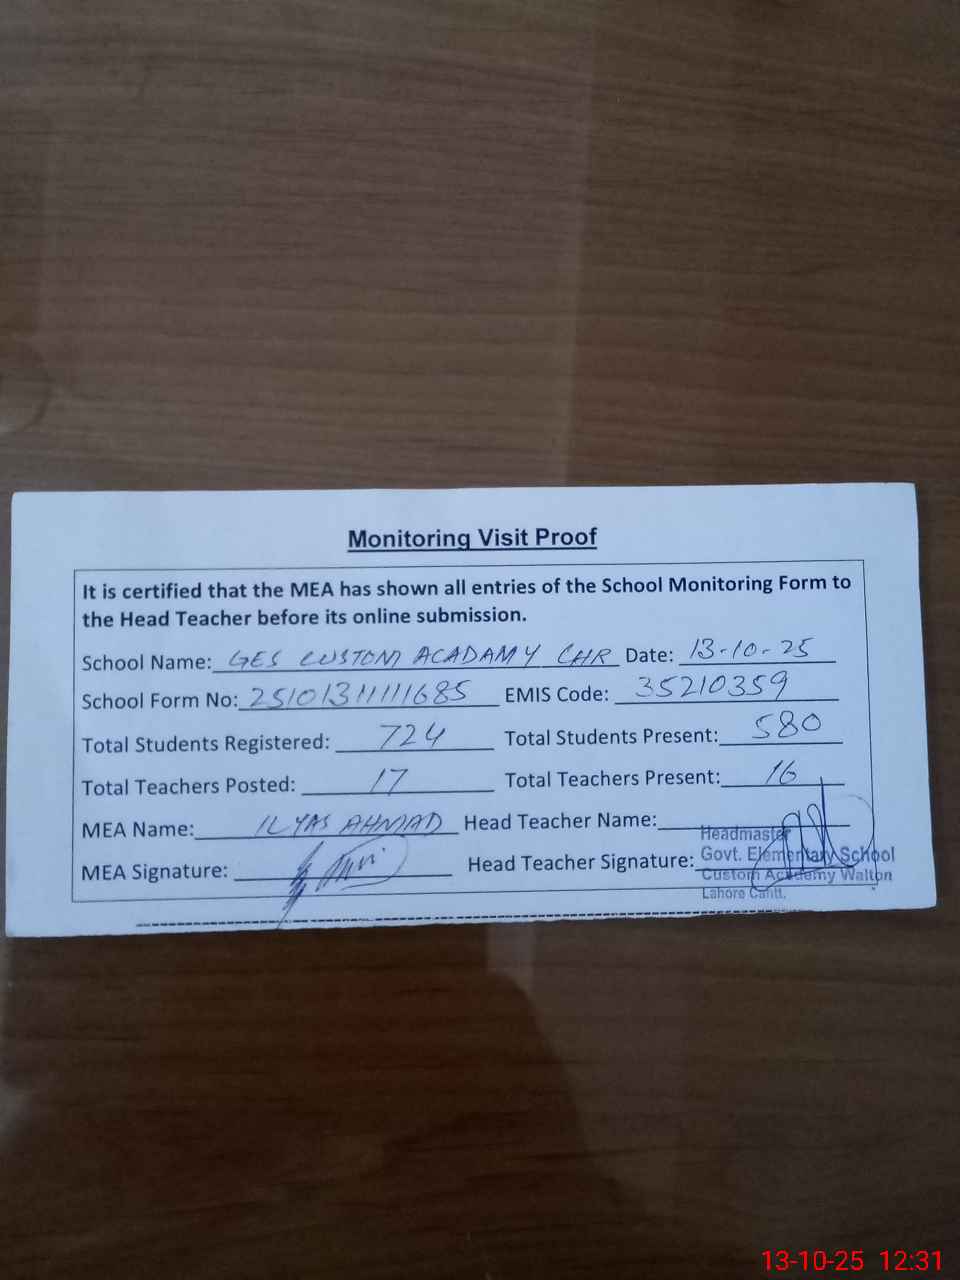 Monitoring Visit Proof
It is certified that the MEA has shown all entries of the School Monitoring Form to
the Head Teacher before its online submission.
School Name: GES CUSTOM ACADAMY CHR Date: 13-10-25
School Form No: 25101311111685 EMIS Code: 35210359
Total Students Registered: 724 Total Students Present: 580
Total Teachers Posted: 17 Total Teachers Present: 16
MEA Name: ILYAS AHMAD Head Teacher Name:
MEA Signature: Head Teacher Signature:
Headmaster
Govt. Elementary School
Custom Academy Walton
Lahore Cantt.
13-10-25 12:31